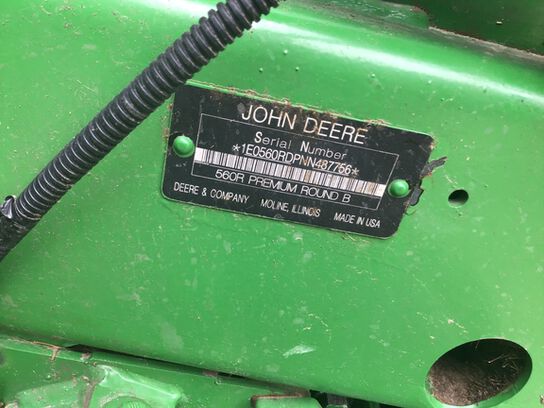 JOHN DEERE
Serial Number
*1E0560RDPNN487756*
560R PREMIUM ROUND B
DEERE & COMPANY MOLINE, ILLINOIS MADE IN USA